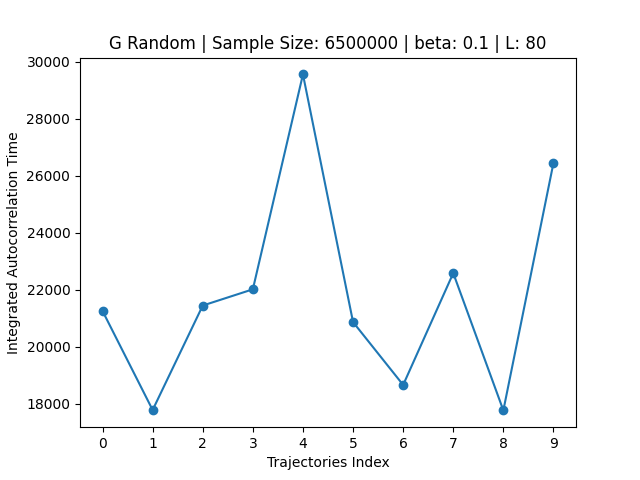 G Random | Sample Size: 6500000 | beta: 0.1 | L: 80
Integrated Autocorrelation Time
30000
28000
26000
24000
22000
20000
18000
0 1 2 3 4 5 6 7 8 9
Trajectories Index